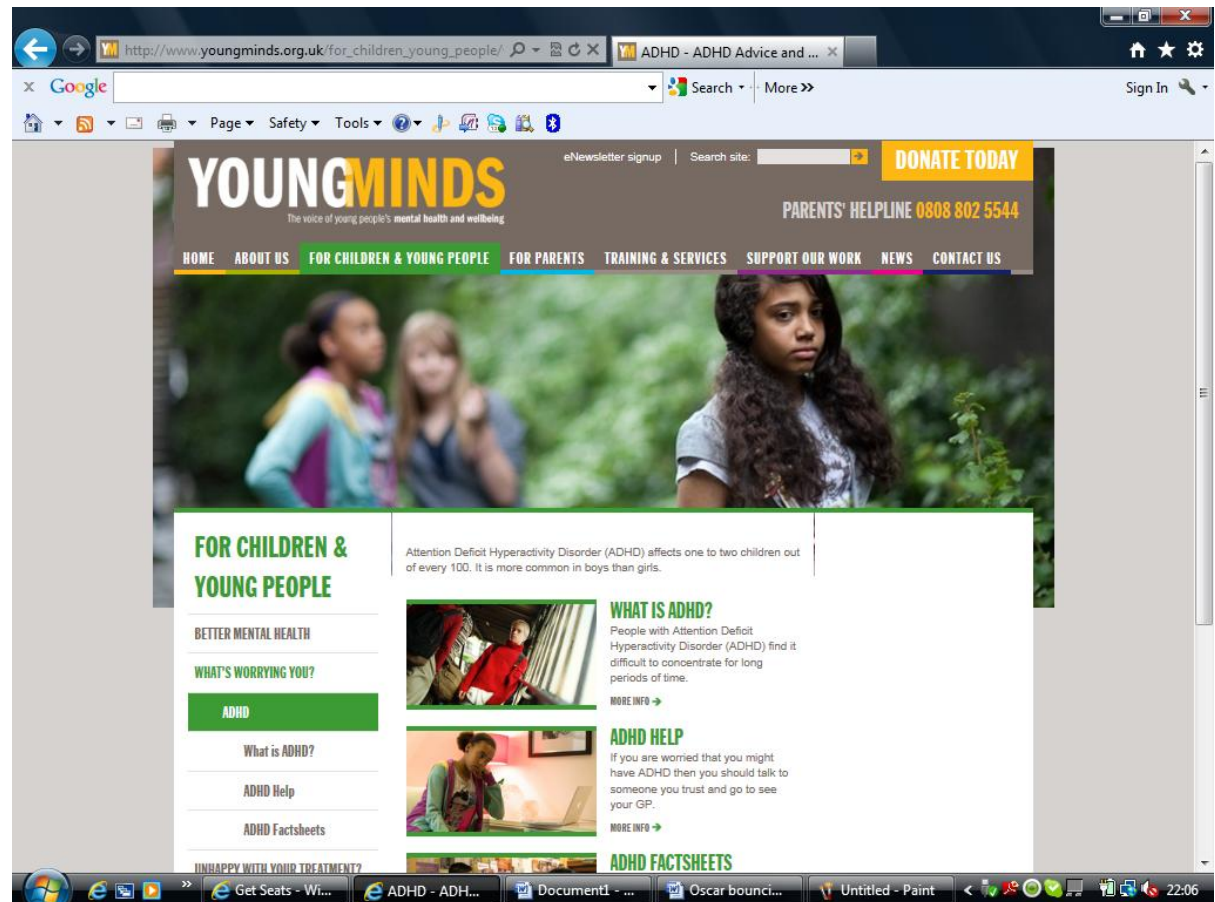 http://www.youngminds.org.uk/for_children_young_people/
ADHD - ADHD Advice and ...
x Google
Search
More >>
Sign In
Page
Safety
Tools
eNewsletter signup | Search site:
DONATE TODAY
YOUNGMINDS
The voice of young people's mental health and wellbeing
PARENTS' HELPLINE 0808 802 5544
HOME ABOUT US FOR CHILDREN & YOUNG PEOPLE FOR PARENTS TRAINING & SERVICES SUPPORT OUR WORK NEWS CONTACT US
FOR CHILDREN &
YOUNG PEOPLE
BETTER MENTAL HEALTH
WHAT'S WORRYING YOU?
ADHD
What is ADHD?
ADHD Help
ADHD Factsheets
UNHAPPY WITH YOUR TREATMENT?
Attention Deficit Hyperactivity Disorder (ADHD) affects one to two children out
of every 100. It is more common in boys than girls.
WHAT IS ADHD?
People with Attention Deficit
Hyperactivity Disorder (ADHD) find it
difficult to concentrate for long
periods of time.
MORE INFO
ADHD HELP
If you are worried that you might
have ADHD then you should talk to
someone you trust and go to see
your GP.
MORE INFO
ADHD FACTSHEETS
Get Seats - Wi...
ADHD - ADH...
Document1 - ...
Oscar bounci...
Untitled - Paint
22:06